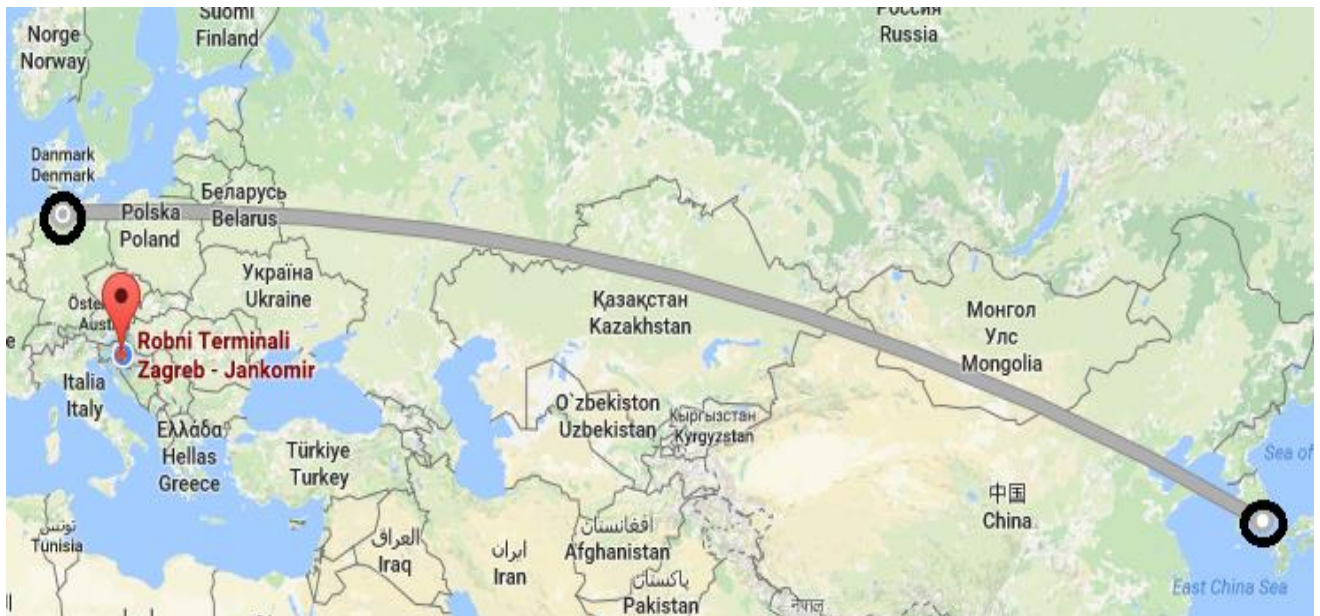 Norge
Norway
Suomi
Finland
Россия
Russia
Danmark
Denmark
Беларусь
Belarus
Polska
Poland
Україна
Ukraine
Қазақстан
Kazakhstan
Монгол
Улс
Mongolia
Robni Terminali
Zagreb - Jankomir
Italia
Italy
Ελλάδα
Hellas
Greece
Türkiye
Turkey
O`zbekiston
Uzbekistan
Кыргызстан
Kyrgyzstan
中国
China
Sea of
تونس
Tunisia
العراق
Iraq
ایران
Iran
افغانستان
Afghanistan
پاکستان
Pakistan
East China Sea